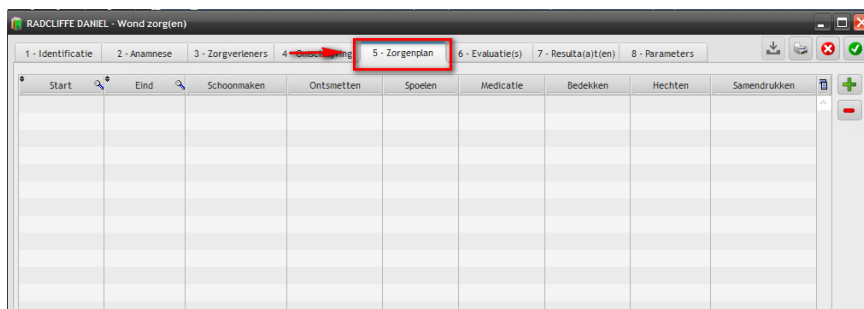 RADCLIFFE DANIEL - Wond zorg(en)
1 - Identificatie 2 - Anamnese 3 - Zorgverleners 4 - 5 - Zorgenplan 6 - Evaluatie(s) 7 - Resulta(a)t(en) 8 - Parameters
Start Eind Schoonmaken Ontsmetten Spoelen Medicatie Bedekken Hechten Samendrukken